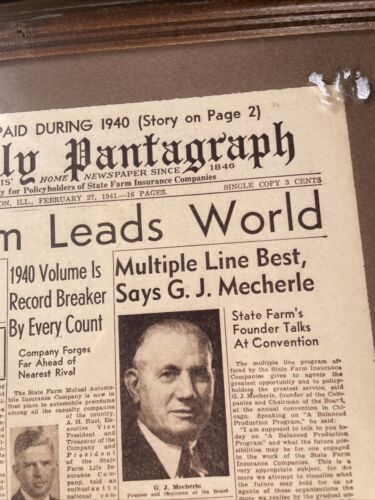 PAID DURING 1940 (Story on Page 2)
ly Pantagraph
IS' HOME NEWSPAPER SINCE 1846
ly for Policyholders of State Farm Insurance Companies
ON, ILL., FEBRUARY 27, 1941.—16 PAGES. SINGLE COPY 3 CENTS
m Leads World
1940 Volume Is
Record Breaker
By Every Count
Company Forges
Far Ahead of
Nearest Rival
The State Farm Mutual Automo-
bile Insurance Company is now in
first place in automobile premiums
among all the casualty companies
of the country,
A. H. Rust, Ex-
ecutive Vice
President and
Treasurer of the
Company and
President of
the State Farm
Life In
Company,
told an
enthusiastic
national con-
Multiple Line Best,
Says G. J. Mecherle
G. J. Mecherle
Founder and Chairman of the Board
State Farm's
Founder Talks
At Convention
The multiple line program of-
fered by the State Farm Insurance
Companies gives to agents the
greatest opportunity and to policy-
holders the greatest service, said
G. J. Mecherle, founder of the Com-
panies and Chairman of the Board,
at the annual convention in Chi-
cago. Speaking on "A Balanced
Production Program," he said:
"I am asked to talk to you to-
day on "A Balanced Production
Program" and what the future pos-
sibilities may be for one engaged
in the work of the State Farm
Insurance Companies. This is a
very appropriate subject, for the
more we attempt to visualize what
the future may hold for us as
agents of these organizations the
more we realize by the gradual